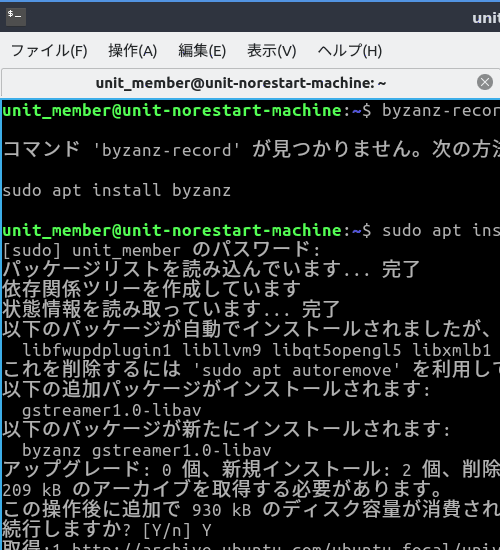 unit
ファイル(F) 操作(A) 編集(E) 表示(V) ヘルプ(H)
unit_member@unit-norestart-machine: ~
unit_member@unit-norestart-machine:~$ byzanz-recor
コマンド 'byzanz-record' が見つかりません。次の方法
sudo apt install byzanz
unit_member@unit-norestart-machine:~$ sudo apt ins
[sudo] unit_member のパスワード:
パッケージリストを読み込んでいます... 完了
依存関係ツリーを作成しています
状態情報を読み取っています... 完了
以下のパッケージが自動でインストールされましたが、
libfwupdplugin1 libllvm9 libqt5opengl5 libxmlb1
これを削除するには 'sudo apt autoremove' を利用して
以下の追加パッケージがインストールされます:
gstreamer1.0-libav
以下のパッケージが新たにインストールされます:
byzanz gstreamer1.0-libav
アップグレード: 0 個、新規インストール: 2 個、削除
209 kB のアーカイブを取得する必要があります。
この操作後に追加で 930 kB のディスク容量が消費され
続行しますか? [Y/n] Y
取得:1 http://archive.ubuntu.com/ubuntu focal/uni